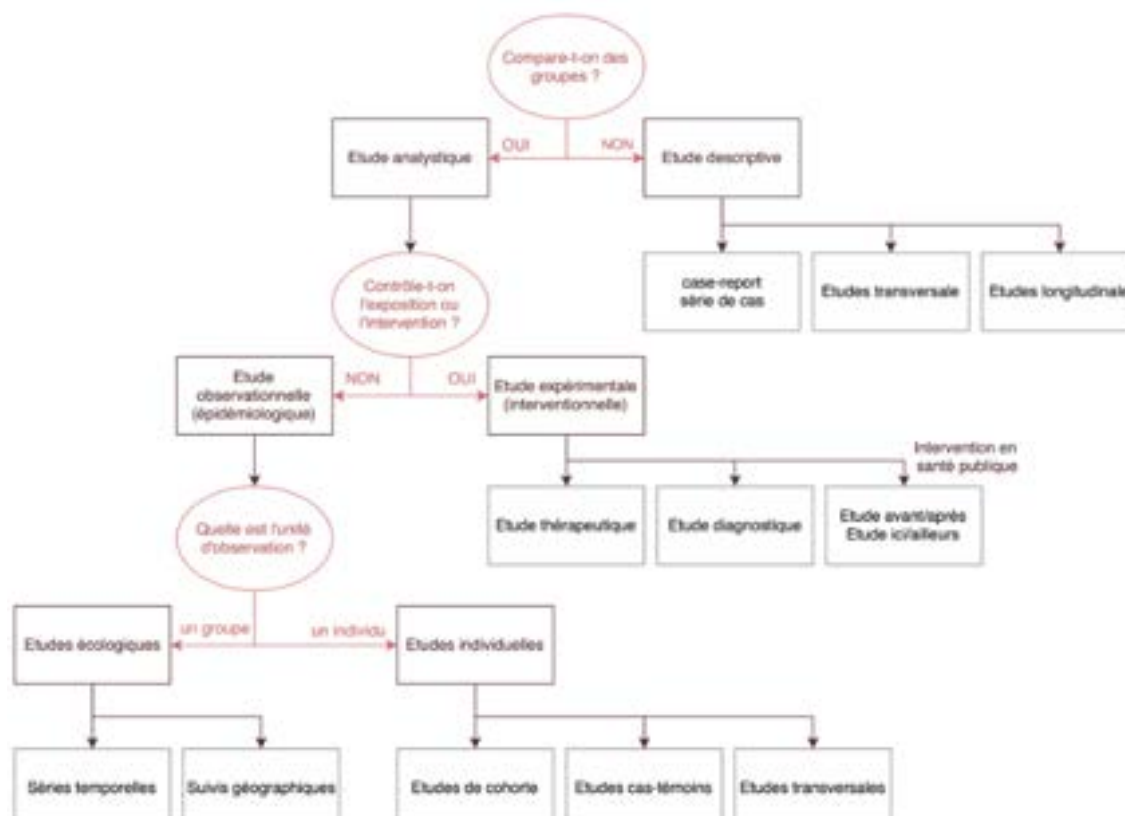 Compare-t-on des
groupes ?
OUI
NON
Etude analystique
Etude descriptive
Contrôle-t-on
l'exposition ou
l'intervention ?
case-report
série de cas
Etudes transversale
Etudes longitudinale
Etude
observationnelle
(épidémiologique)
NON
OUI
Etude expérimentale
(interventionnelle)
Intervention en
santé publique
Quelle est l'unité
d'observation ?
Etude thérapeutique
Etude diagnostique
Etude avant/après
Etude ici/ailleurs
Etudes écologiques
un groupe
un individu
Etudes individuelles
Séries temporelles
Suivis géographiques
Etudes de cohorte
Etudes cas-témoins
Etudes transversales